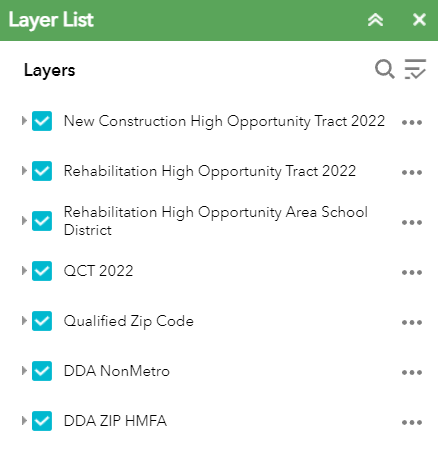 Layer List
Layers
New Construction High Opportunity Tract 2022
Rehabilitation High Opportunity Tract 2022
Rehabilitation High Opportunity Area School
District
QCT 2022
Qualified Zip Code
DDA NonMetro
DDA ZIP HMFA